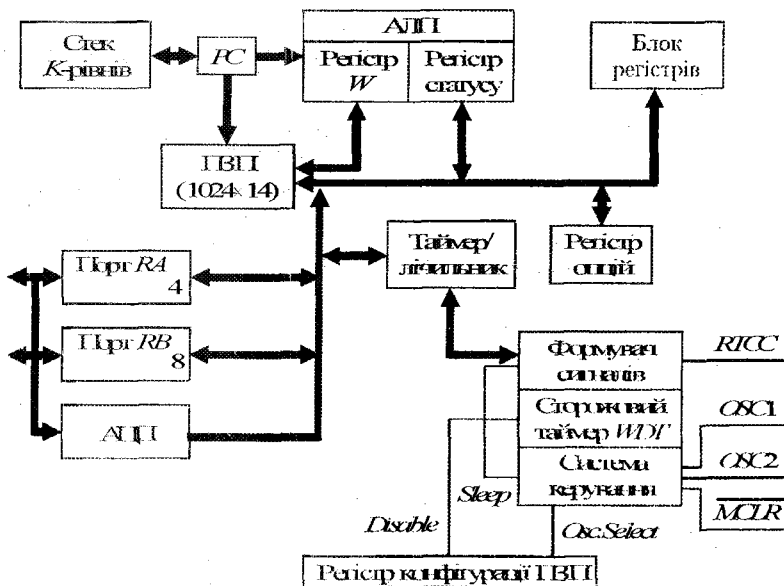 АЛП
Стек
K-рівнів
PC
Регістр
W
Регістр
статусу
Блок
регістрів
ПВП
(1024x14)
Таймер/
лічильник
Регістр
опцій
Порт RA
4
Порт RB
8
АЦП
Формувач
сигналів
RTCC
Сторожовий
таймер WDT
OSC1
Система
керування
OSC2
MCLR
Sleep
Disable
Osc.Select
Регістр конфігурації ПВП